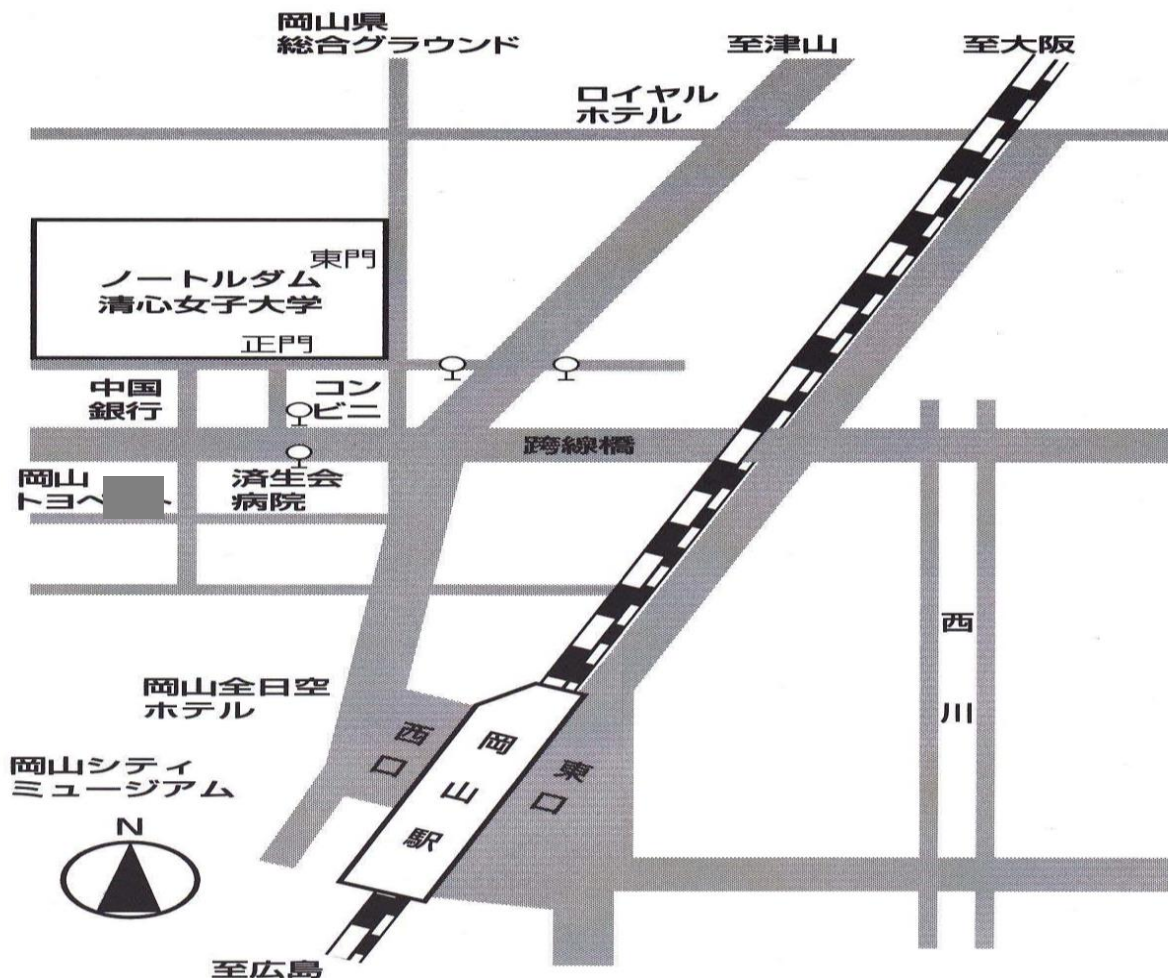 岡山県
総合グラウンド
至津山
至大阪
ロイヤル
ホテル
東門
ノートルダム
清心女子大学
正門
中国
銀行
コン
ビニ
跨線橋
岡山
済生会
病院
西川
岡山全日空
ホテル
西口
岡山駅
東口
岡山シティ
ミュージアム
N
至広島